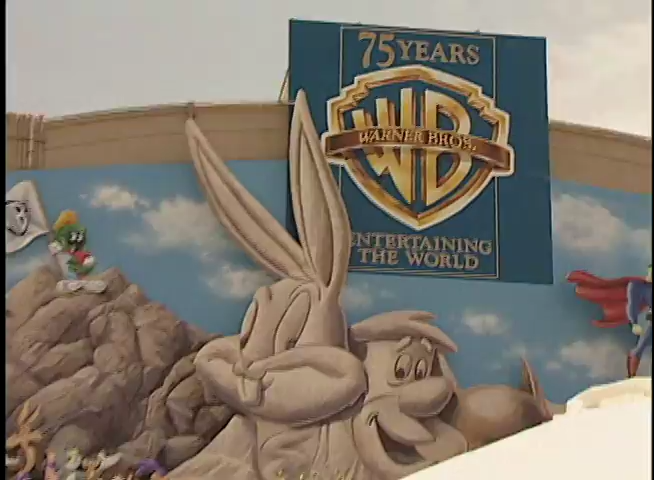 75 YEARS
WB
WARNER BROS.
ENTERTAINING
THE WORLD